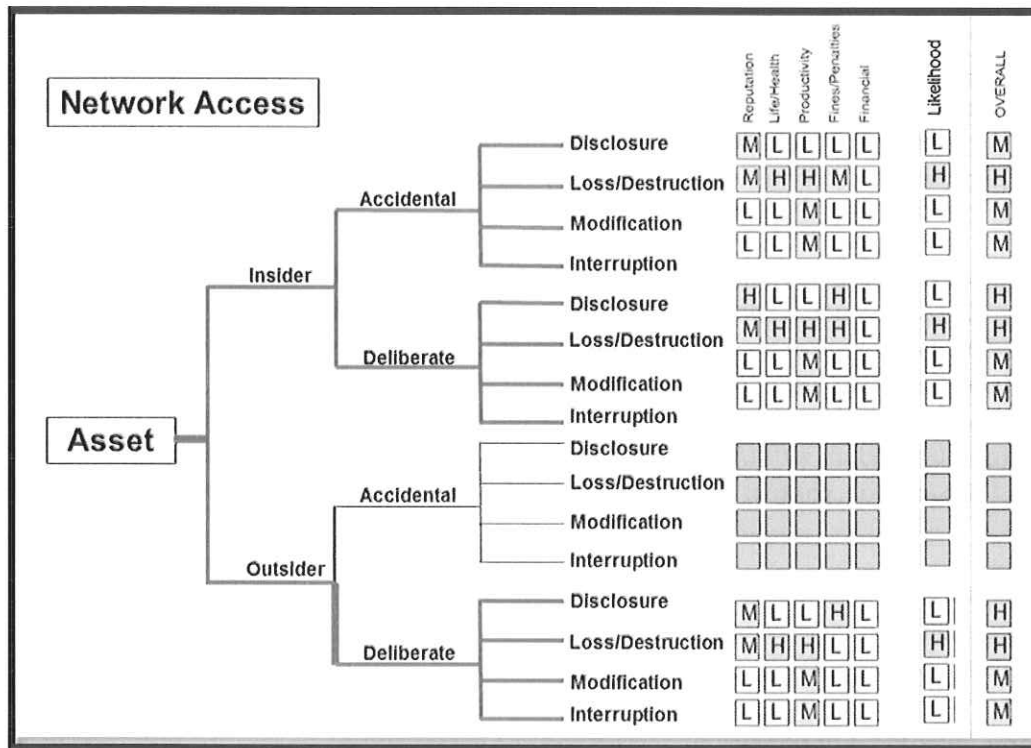 Network Access
Reputation
Life/Health
Productivity
Fines/Penalties
Financial
Likelihood
OVERALL
Disclosure M L L L L L M
Accidental
Loss/Destruction M H H M L H H
Modification L L M L L L M
Interruption L L M L L L M
Insider
Disclosure H L L H L L H
Loss/Destruction M H H H L H H
Deliberate
Modification L L M L L L M
Interruption L L M L L L M
Asset
Disclosure
Loss/Destruction
Accidental
Modification
Interruption
Outsider
Disclosure M L L H L L H
Loss/Destruction M H H L L H H
Deliberate
Modification L L M L L L M
Interruption L L M L L L M